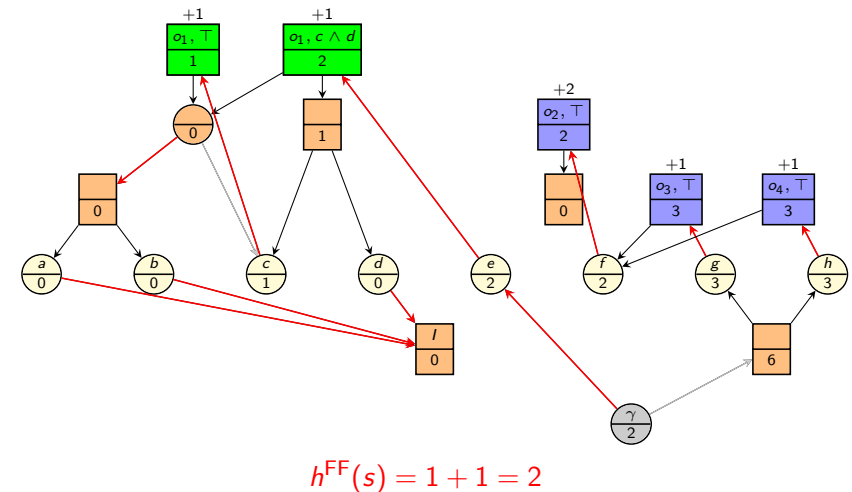 +1 +1
o₁, ⊤ o₁, c ∧ d
1 2
+2
o₂, ⊤
0 1 2
+1 +1
o₃, ⊤ o₄, ⊤
0 0 3 3
a b c d e f g h
0 0 1 0 2 2 3 3
I
0 6
γ
2
h^FF(s) = 1 + 1 = 2